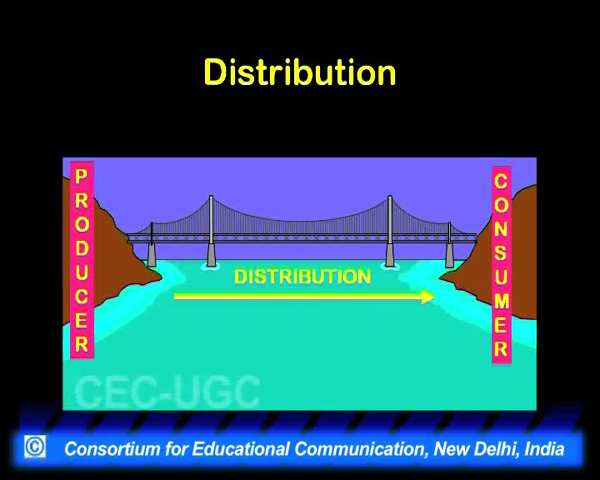 Distribution
PRODUCER
CONSUMER
DISTRIBUTION
CEC-UGC
© Consortium for Educational Communication, New Delhi, India